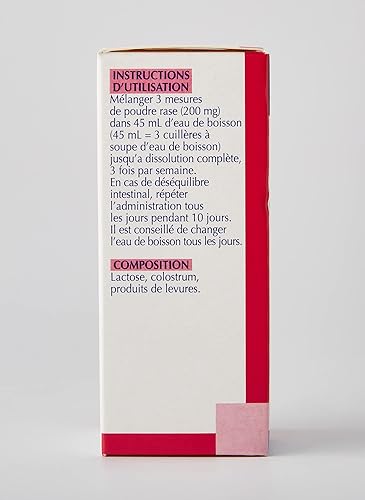 INSTRUCTIONS
D'UTILISATION
Mélanger 3 mesures
de poudre rase (200 mg)
dans 45 mL d'eau de boisson
(45 mL = 3 cuillères à
soupe d'eau de boisson)
jusqu'a dissolution complète,
3 fois par semaine.
En cas de déséquilibre
intestinal, répéter
l'administration tous
les jours pendant 10 jours.
Il est conseillé de changer
l'eau de boisson tous les jours.
COMPOSITION
Lactose, colostrum,
produits de levures.